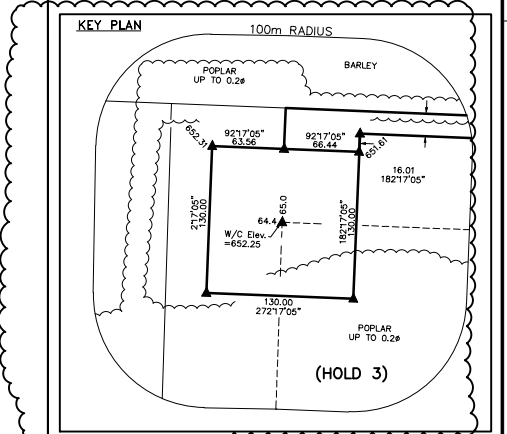 KEY PLAN
100m RADIUS
POPLAR
UP TO 0.2ø
BARLEY
652.31
92°17'05"
63.56
92°17'05"
66.44
651.61
16.01
182°17'05"
2°17'05"
130.00
65.0
64.4
W/C Elev.
=652.25
182°17'05"
130.00
130.00
272°17'05"
POPLAR
UP TO 0.2ø
(HOLD 3)